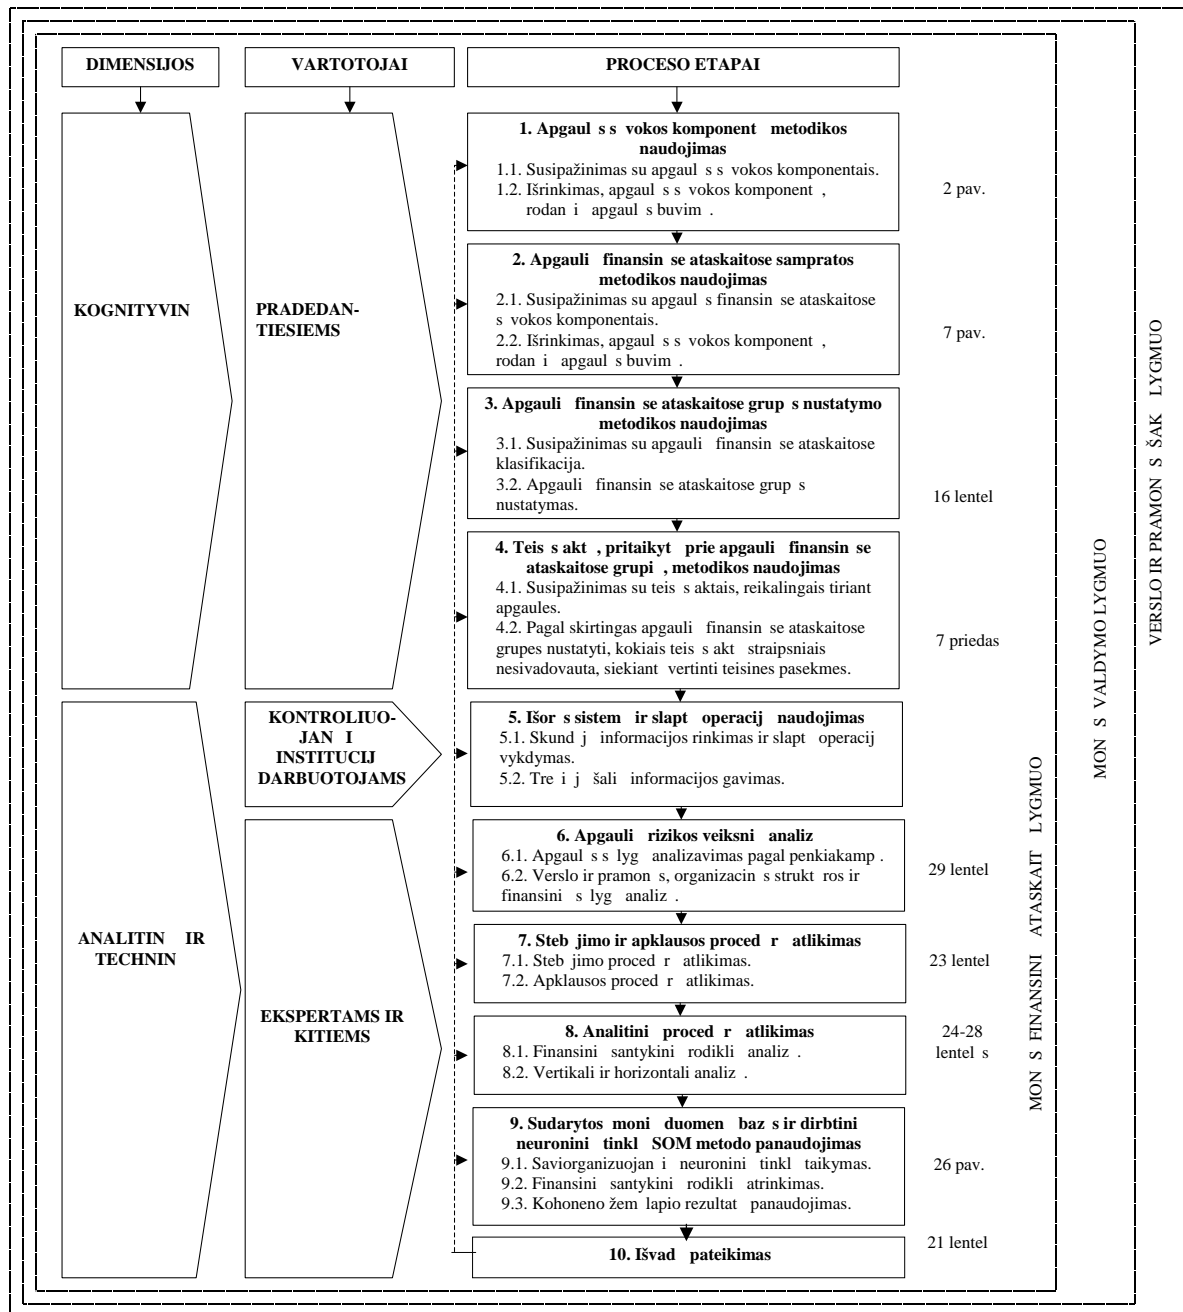 DIMENSIJOS
VARTOTOJAI
PROCESO ETAPAI
KOGNITYVIN
PRADEDAN-
TIESIEMS
1. Apgaul s s vokos komponent metodikos
naudojimas
1.1. Susipažinimas su apgaul s s vokos komponentais.
1.2. Išrinkimas, apgaul s s vokos komponent ,
rodan i apgaul s buvim .
2 pav.
2. Apgauli finansin se ataskaitose sampratos
metodikos naudojimas
2.1. Susipažinimas su apgaul s finansin se ataskaitose
s vokos komponentais.
2.2. Išrinkimas, apgaul s s vokos komponent ,
rodan i apgaul s buvim .
7 pav.
3. Apgauli finansin se ataskaitose grup s nustatymo
metodikos naudojimas
3.1. Susipažinimas su apgauli finansin se ataskaitose
klasifikacija.
3.2. Apgauli finansin se ataskaitose grup s
nustatymas.
16 lentel
4. Teis s akt , pritaikyt prie apgauli finansin se
ataskaitose grupi , metodikos naudojimas
4.1. Susipažinimas su teis s aktais, reikalingais tiriant
apgaules.
4.2. Pagal skirtingas apgauli finansin se ataskaitose
grupes nustatyti, kokiais teis s akt straipsniais
nesivadovauta, siekiant vertinti teisines pasekmes.
7 priedas
ANALITIN IR
TECHNIN
KONTROLIUO-
JAN I
INSTITUCIJ
DARBUOTOJAMS
5. Išor s sistem ir slapt operacij naudojimas
5.1. Skund j informacijos rinkimas ir slapt operacij
vykdymas.
5.2. Tre i j šali informacijos gavimas.
EKSPERTAMS IR
KITIEMS
6. Apgauli rizikos veiksni analiz
6.1. Apgaul s s lyg analizavimas pagal penkiakamp .
6.2. Verslo ir pramon s, organizacin s strukt ros ir
finansini s lyg analiz .
29 lentel
7. Steb jimo ir apklausos proced r atlikimas
7.1. Steb jimo proced r atlikimas.
7.2. Apklausos proced r atlikimas.
23 lentel
8. Analitini proced r atlikimas
8.1. Finansini santykini rodikli analiz .
8.2. Vertikali ir horizontali analiz .
24-28
lentel s
9. Sudarytos moni duomen baz s ir dirbtini
neuronini tinkl SOM metodo panaudojimas
9.1. Saviorganizuojan i neuronini tinkl taikymas.
9.2. Finansini santykini rodikli atrinkimas.
9.3. Kohoneno žem lapio rezultat panaudojimas.
26 pav.
10. Išvad pateikimas
21 lentel
MON S FINANSINI ATASKAIT LYGMUO
MON S VALDYMO LYGMUO
VERSLO IR PRAMON S ŠAK LYGMUO